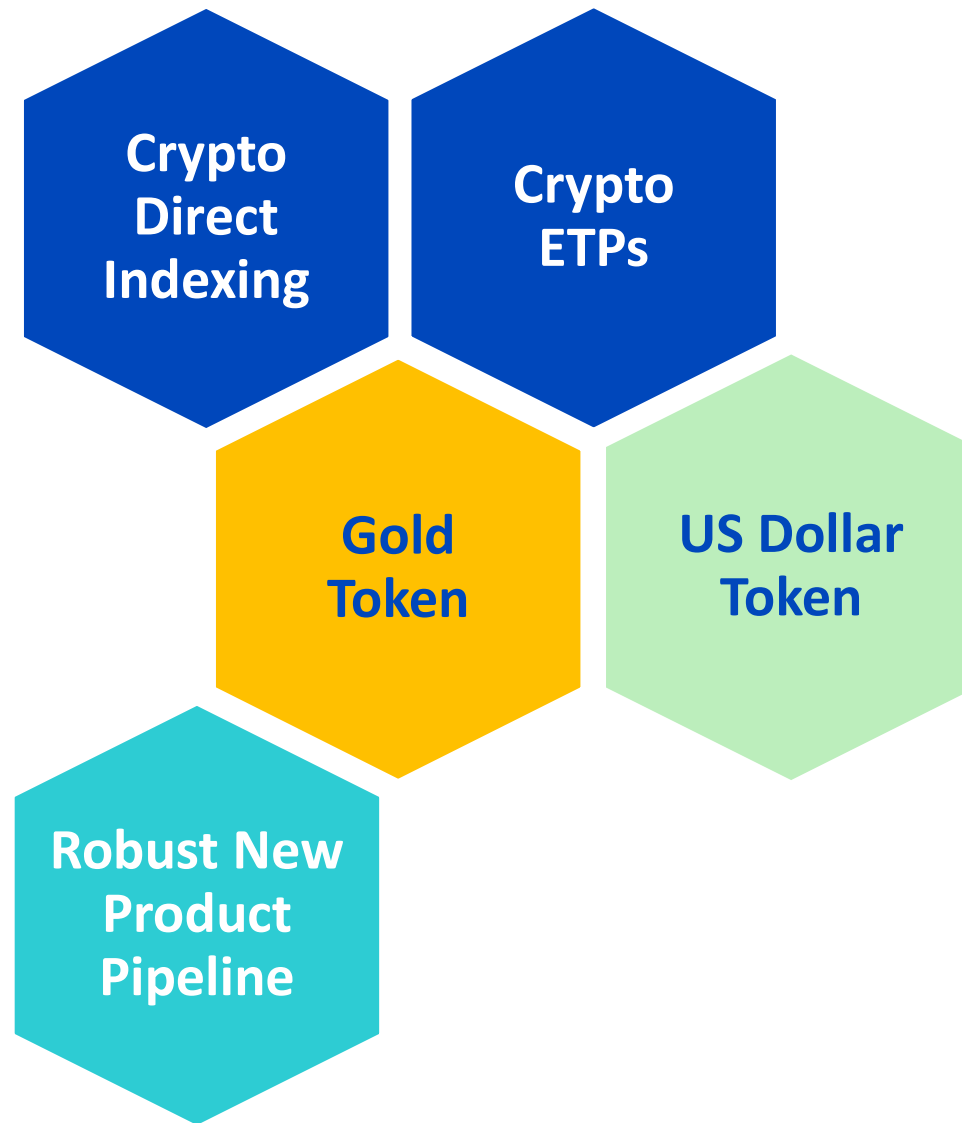 Crypto
Direct
Indexing
Crypto
ETPs
Gold
Token
US Dollar
Token
Robust New
Product
Pipeline